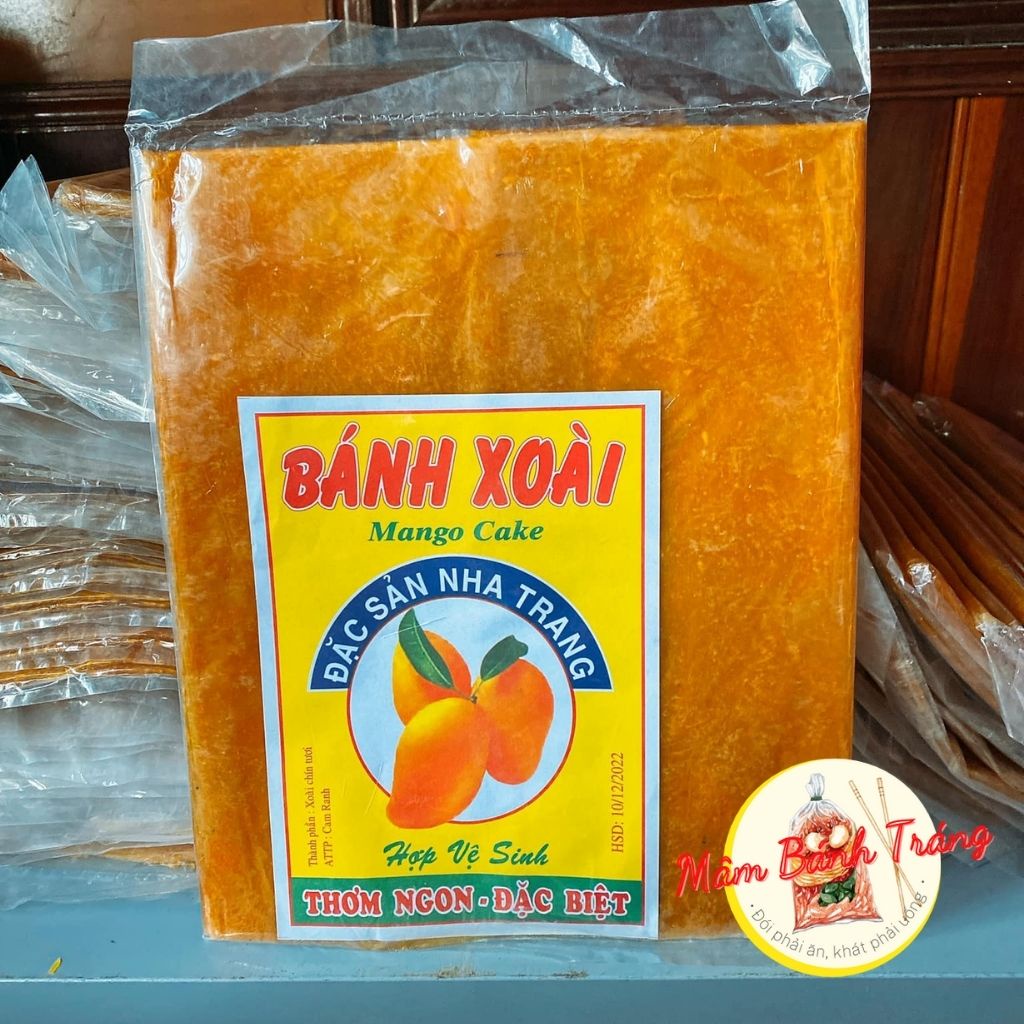 BÁNH XOÀI
Mango Cake
ĐẶC SẢN NHA TRANG
Thành phần : Xoài chín tươi
ATTP : Cam Ranh
HSD: 10/12/2022
Hợp Vệ Sinh
THƠM NGON - ĐẶC BIỆT
Mâm Bánh Tráng
· Đói phải ăn, khát phải uống ·